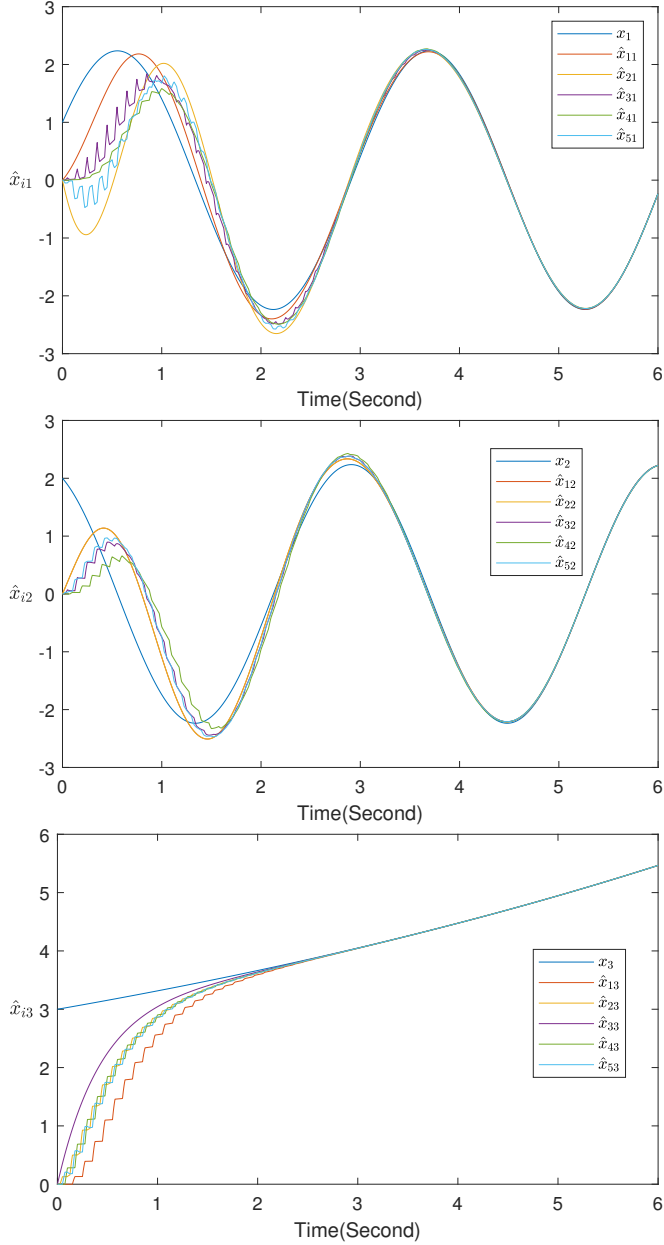 3
2
1
0
-1
-2
-3
x̂_{i1}
x_1
x̂_{11}
x̂_{21}
x̂_{31}
x̂_{41}
x̂_{51}
0 1 2 3 4 5 6
Time(Second)
3
2
1
0
-1
-2
-3
x̂_{i2}
x_2
x̂_{12}
x̂_{22}
x̂_{32}
x̂_{42}
x̂_{52}
0 1 2 3 4 5 6
Time(Second)
6
5
4
3
2
1
0
x̂_{i3}
x_3
x̂_{13}
x̂_{23}
x̂_{33}
x̂_{43}
x̂_{53}
0 1 2 3 4 5 6
Time(Second)